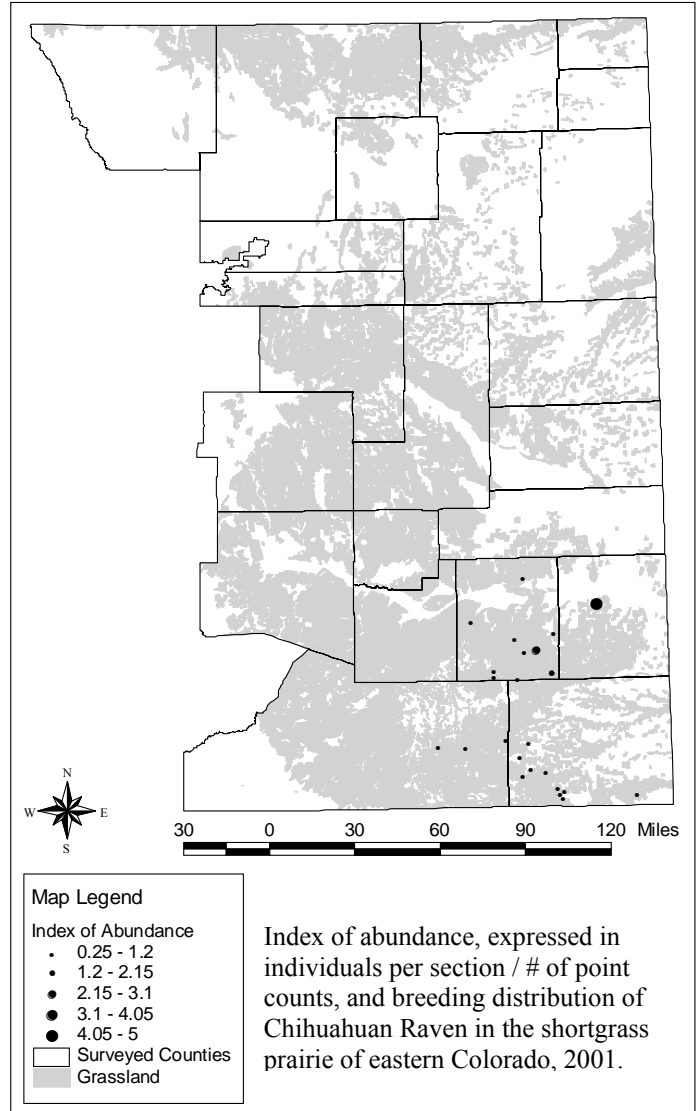 N
W E
S
30 0 30 60 90 120 Miles
Map Legend
Index of Abundance
0.25 - 1.2
1.2 - 2.15
2.15 - 3.1
3.1 - 4.05
4.05 - 5
Surveyed Counties
Grassland
Index of abundance, expressed in
individuals per section / # of point
counts, and breeding distribution of
Chihuahuan Raven in the shortgrass
prairie of eastern Colorado, 2001.